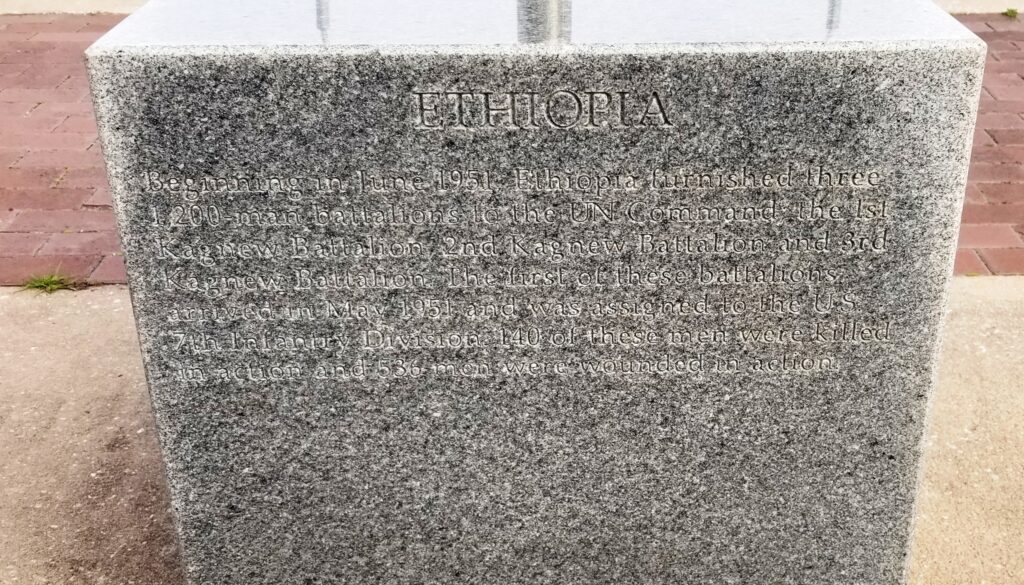 ETHIOPIA
Beginning in June 1951, Ethiopia furnished three
1,200-man battalions to the UN Command, the 1st
Kagnew Battalion, 2nd Kagnew Battalion and 3rd
Kagnew Battalion. The first of these battalions,
arrived in May 1951 and was assigned to the U.S.
7th Infantry Division. 140 of these men were killed
in action and 536 men were wounded in action.